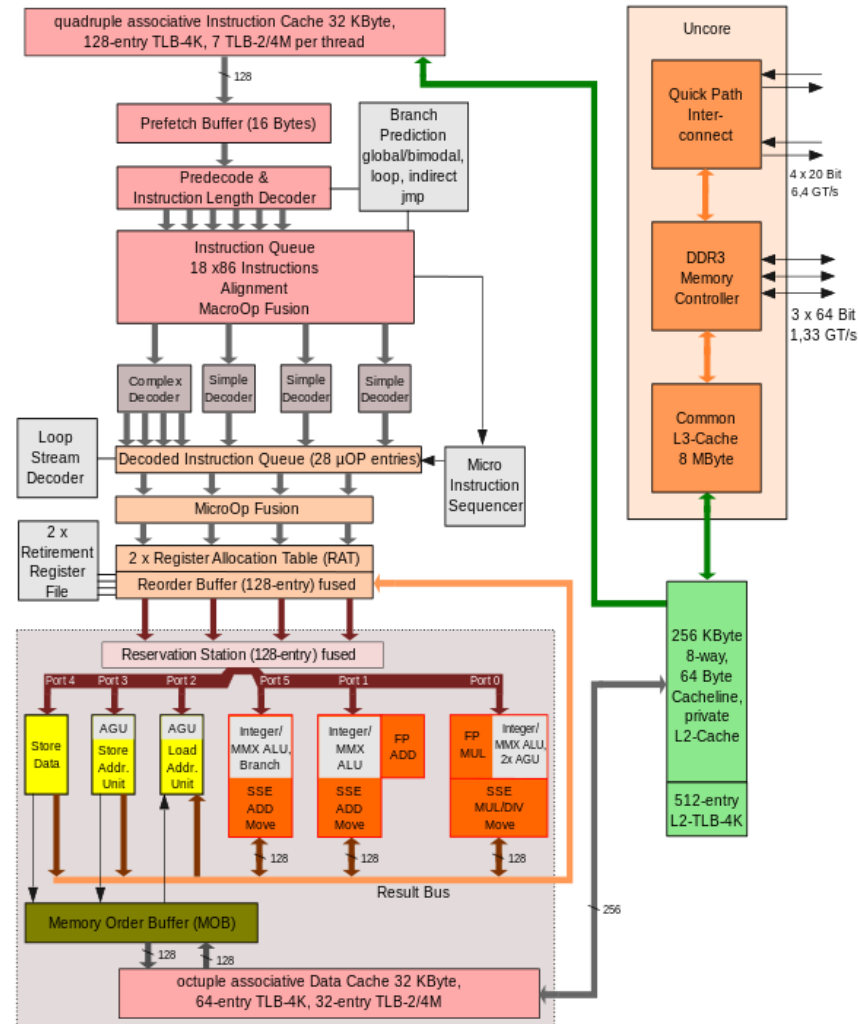 quadruple associative Instruction Cache 32 KByte,
128-entry TLB-4K, 7 TLB-2/4M per thread
128
Prefetch Buffer (16 Bytes)
Branch
Prediction
global/bimodal,
loop, indirect
jmp
Predecode &
Instruction Length Decoder
Instruction Queue
18 x86 Instructions
Alignment
MacroOp Fusion
Complex
Decoder
Simple
Decoder
Simple
Decoder
Simple
Decoder
Loop
Stream
Decoder
Decoded Instruction Queue (28 µOP entries)
Micro
Instruction
Sequencer
MicroOp Fusion
2 x
Retirement
Register
File
2 x Register Allocation Table (RAT)
Reorder Buffer (128-entry) fused
Reservation Station (128-entry) fused
Port 4
Port 3
Port 2
Port 5
Port 1
Port 0
Store
Data
AGU
Store
Addr.
Unit
AGU
Load
Addr.
Unit
Integer/
MMX ALU,
Branch
SSE
ADD
Move
Integer/
MMX
ALU
FP
ADD
SSE
ADD
Move
FP
MUL
Integer/
MMX ALU,
2x AGU
SSE
MUL/DIV
Move
128
128
128
Result Bus
Memory Order Buffer (MOB)
128
128
octuple associative Data Cache 32 KByte,
64-entry TLB-4K, 32-entry TLB-2/4M
256
Uncore
Quick Path
Inter-
connect
4 x 20 Bit
6,4 GT/s
DDR3
Memory
Controller
3 x 64 Bit
1,33 GT/s
Common
L3-Cache
8 MByte
256 KByte
8-way,
64 Byte
Cacheline,
private
L2-Cache
512-entry
L2-TLB-4K